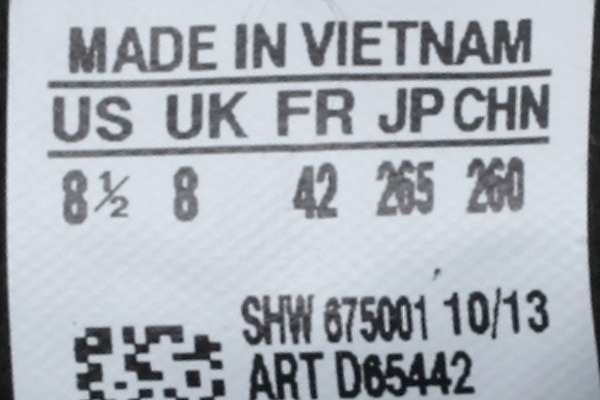 MADE IN VIETNAM
US UK FR JP CHN
8½ 8 42 265 260
SHW 675001 10/13
ART D65442